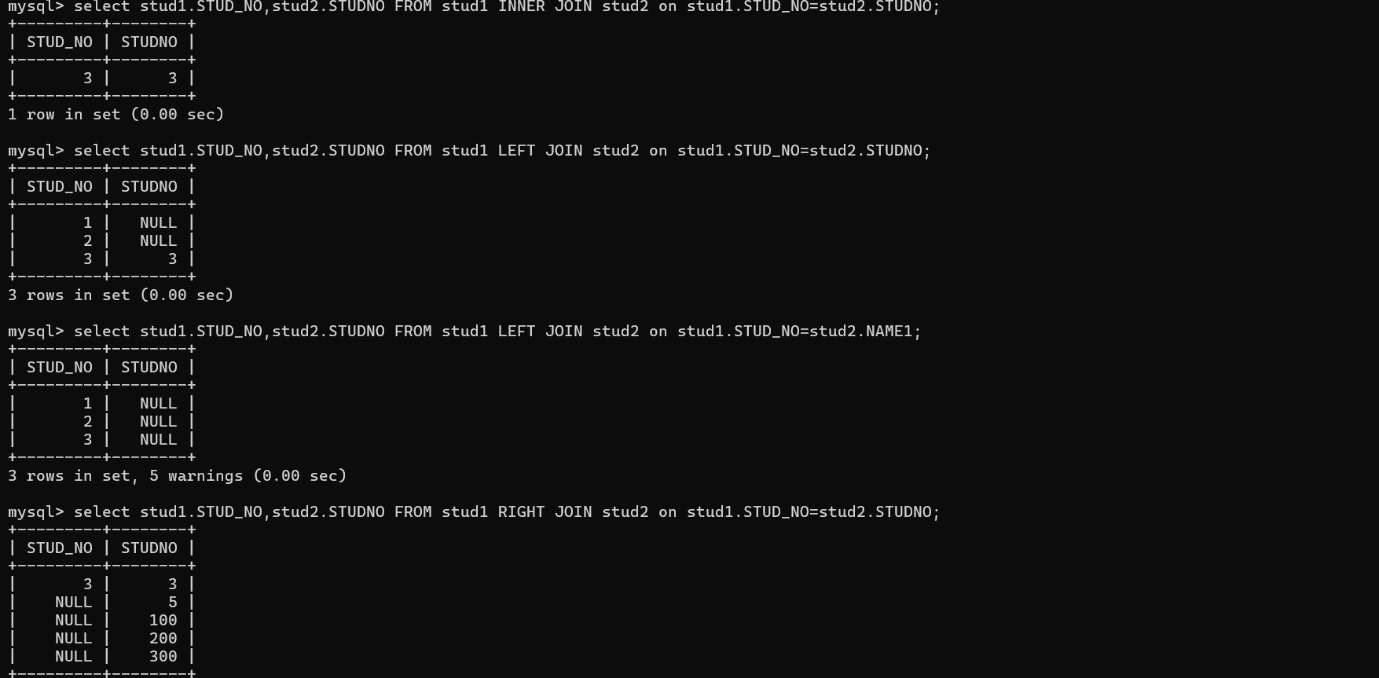 mysql> select stud1.STUD_NO,stud2.STUDNO FROM stud1 INNER JOIN stud2 on stud1.STUD_NO=stud2.STUDNO;
+---------+--------+
| STUD_NO | STUDNO |
+---------+--------+
|       3 |      3 |
+---------+--------+
1 row in set (0.00 sec)

mysql> select stud1.STUD_NO,stud2.STUDNO FROM stud1 LEFT JOIN stud2 on stud1.STUD_NO=stud2.STUDNO;
+---------+--------+
| STUD_NO | STUDNO |
+---------+--------+
|       1 |   NULL |
|       2 |   NULL |
|       3 |      3 |
+---------+--------+
3 rows in set (0.00 sec)

mysql> select stud1.STUD_NO,stud2.STUDNO FROM stud1 LEFT JOIN stud2 on stud1.STUD_NO=stud2.NAME1;
+---------+--------+
| STUD_NO | STUDNO |
+---------+--------+
|       1 |   NULL |
|       2 |   NULL |
|       3 |   NULL |
+---------+--------+
3 rows in set, 5 warnings (0.00 sec)

mysql> select stud1.STUD_NO,stud2.STUDNO FROM stud1 RIGHT JOIN stud2 on stud1.STUD_NO=stud2.STUDNO;
+---------+--------+
| STUD_NO | STUDNO |
+---------+--------+
|       3 |      3 |
|    NULL |      5 |
|    NULL |    100 |
|    NULL |    200 |
|    NULL |    300 |
+---------+--------+